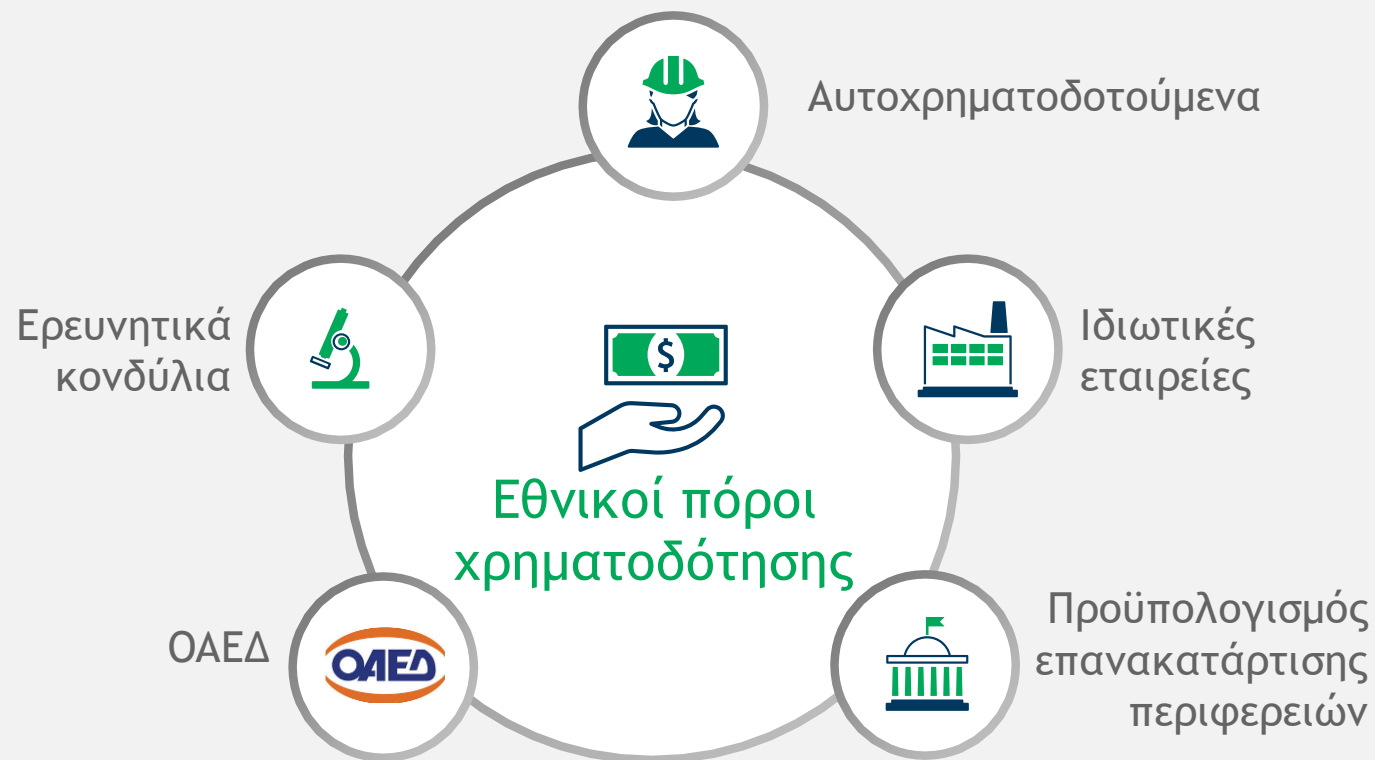 Αυτοχρηματοδοτούμενα
Ερευνητικά
κονδύλια
Ιδιωτικές
εταιρείες
$
Εθνικοί πόροι
χρηματοδότησης
ΟΑΕΔ
ΟΑΕΔ
Προϋπολογισμός
επανακατάρτισης
περιφερειών